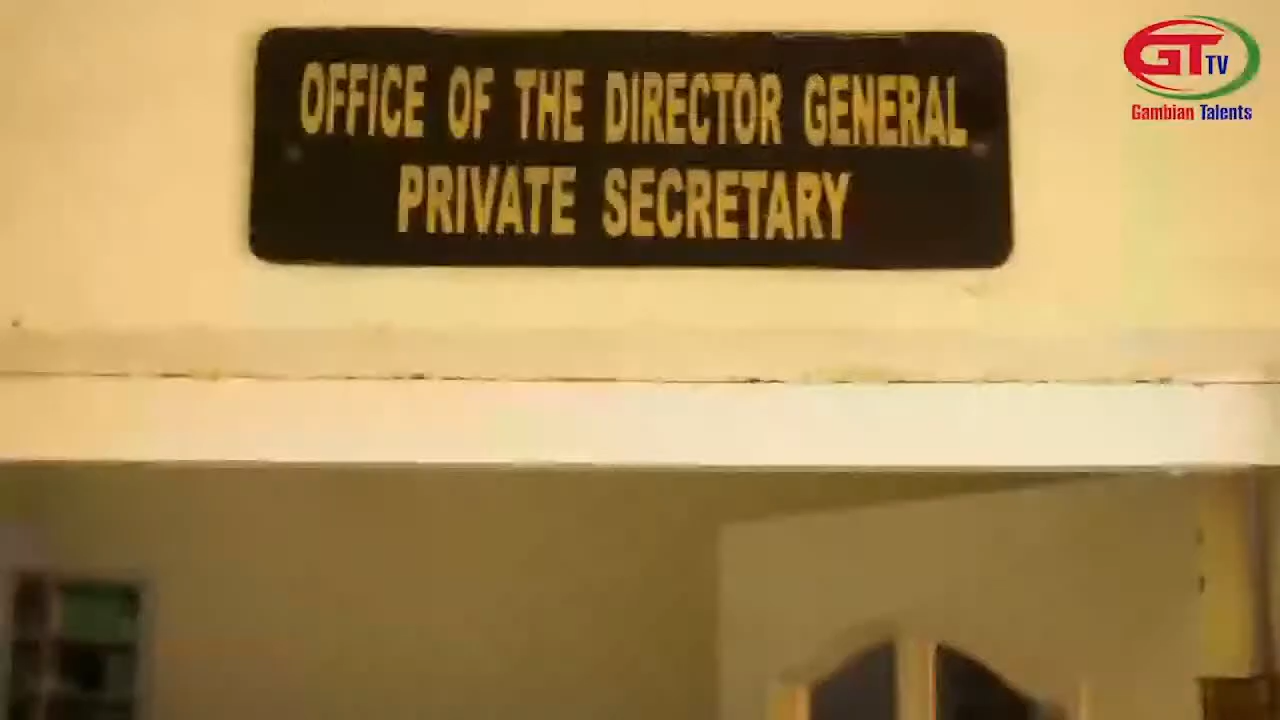 OFFICE OF THE DIRECTOR GENERAL
PRIVATE SECRETARY
GT TV
Gambian Talents